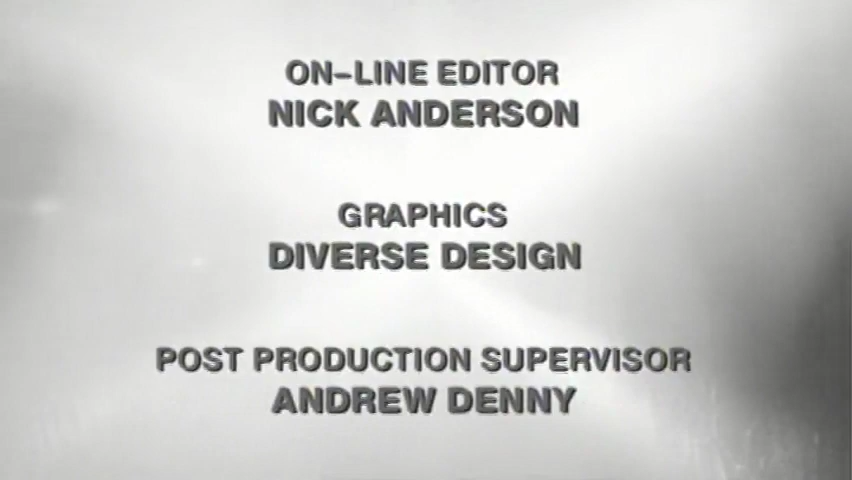 ON-LINE EDITOR
NICK ANDERSON
GRAPHICS
DIVERSE DESIGN
POST PRODUCTION SUPERVISOR
ANDREW DENNY